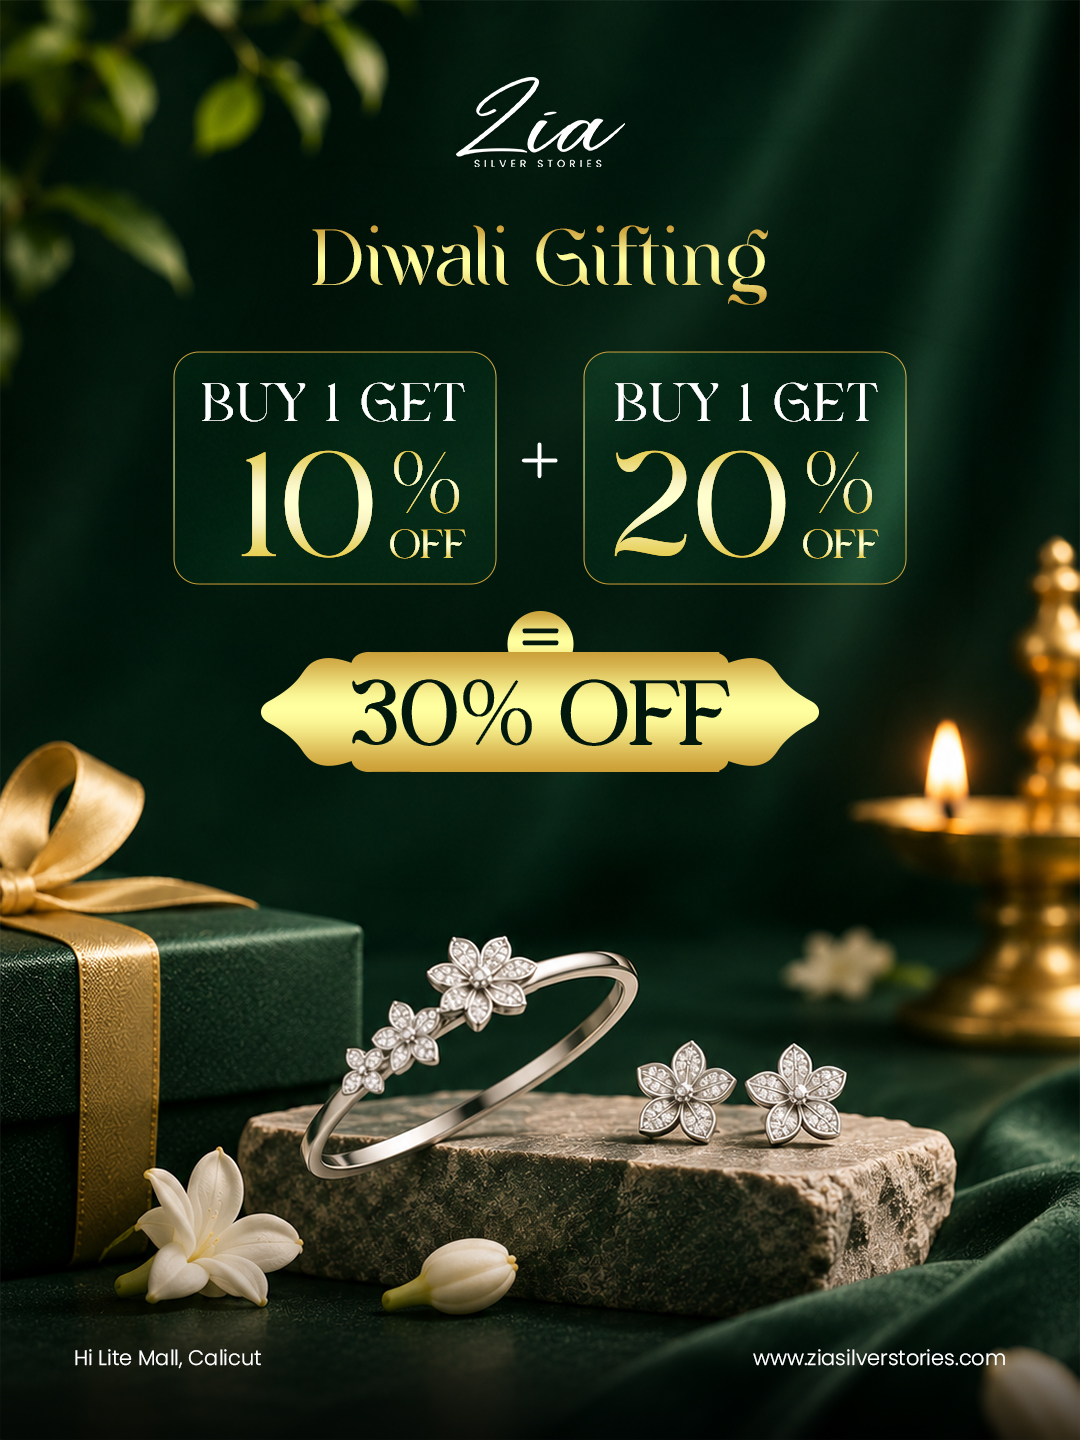 Zia
SILVER STORIES
Diwali Gifting
BUY 1 GET
10%
OFF
+
BUY 1 GET
20%
OFF
=
30% OFF
Hi Lite Mall, Calicut
www.ziasilverstories.com